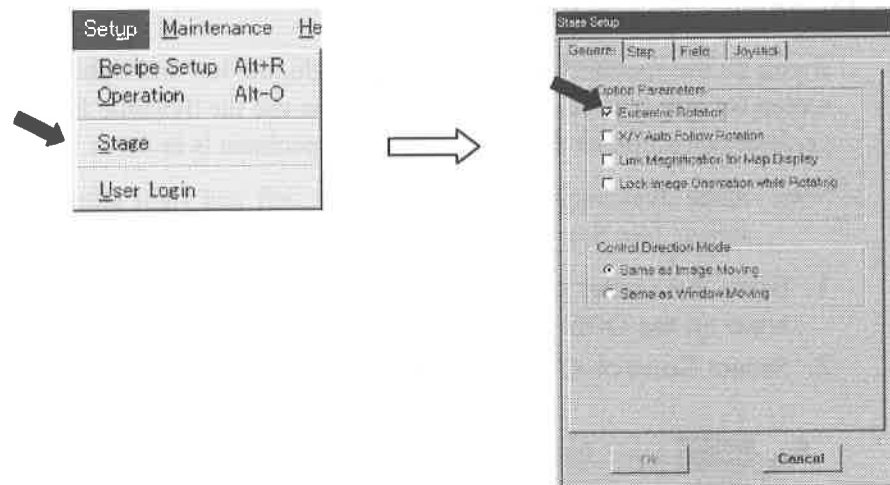 Setup Maintenance He
Recipe Setup Alt+R
Operation Alt-O
Stage
User Login
Stage Setup
General Step Field Joystick
Option Parameters
Eucentric Rotation
X/Y Auto Follow Rotation
Link Magnification for Map Display
Lock Image Orientation while Rotating
Control Direction Mode
Same as Image Moving
Same as Window Moving
Ok Cancel